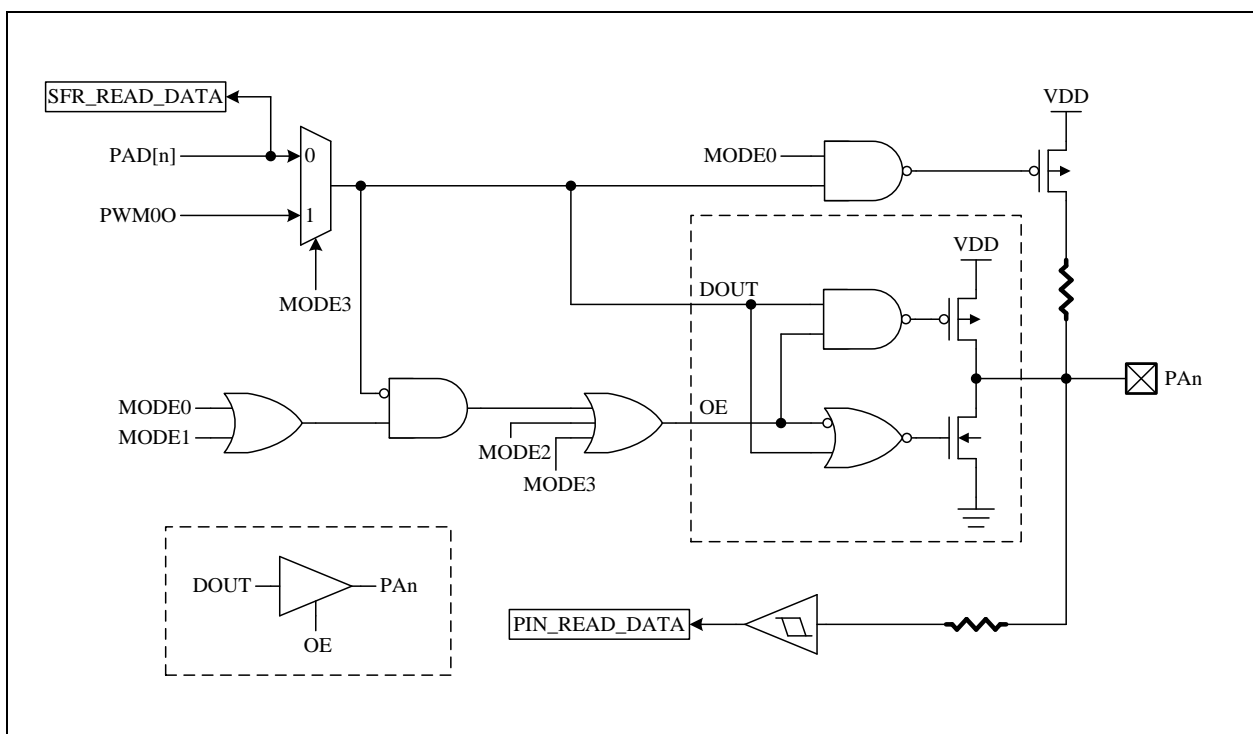 SFR_READ_DATA
VDD
PAD[n]
0
MODE0
PWM0O
1
VDD
MODE3
DOUT
PAn
MODE0
OE
MODE1
MODE2
MODE3
DOUT
PAn
OE
PIN_READ_DATA